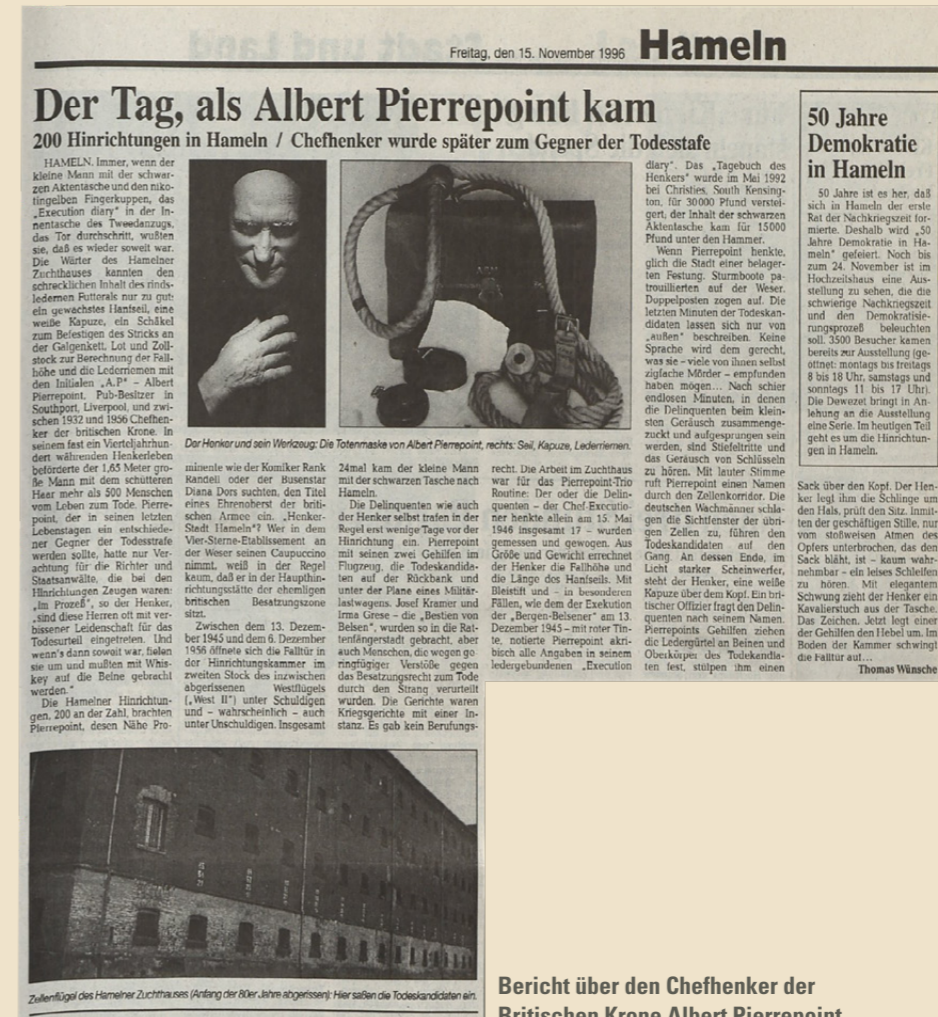 Freitag, den 15. November 1996 Hameln
Der Tag, als Albert Pierrepoint kam
200 Hinrichtungen in Hameln / Chefhenker wurde später zum Gegner der Todesstafe
HAMELN. Immer, wenn der
kleine Mann mit der schwar-
zen Aktentasche und den niko-
tingelben Fingerkuppen, das
„Execution diary" in der In-
nentasche des Tweedanzugs,
das Tor durchschritt, wußten
sie, daß es wieder soweit war.
Die Wärter des Hamelner
Zuchthauses kannten den
schrecklichen Inhalt des rinds-
ledernen Futterals nur zu gut:
ein gewachstes Hanfseil, eine
weiße Kapuze, ein Schäkel
zum Befestigen des Stricks an
der Galgenkett, Lot und Zoll-
stock zur Berechnung der Fall-
höhe und die Lederriemen mit
den Initialen „A.P" – Albert
Pierrepoint. Pub-Besitzer in
Southport, Liverpool, und zwi-
schen 1932 und 1956 Chefhen-
ker der britischen Krone. In
seinem fast ein Vierteljahrhun-
dert währenden Henkerleben
beförderte der 1,65 Meter gro-
ße Mann mit dem schütteren
Haar mehr als 500 Menschen
vom Leben zum Tode. Pierre-
point, der in seinen letzten
Lebenstagen ein entschiede-
ner Gegner der Todesstrafe
werden sollte, hatte nur Ver-
achtung für die Richter und
Staatsanwälte, die bei den
Hinrichtungen Zeugen waren:
„Im Prozeß", so der Henker,
„sind diese Herren oft mit ver-
bissener Leidenschaft für das
Todesurteil eingetreten. Und
wenn's dann soweit war, fielen
sie um und mußten mit Whis-
key auf die Beine gebracht
werden."
Die Hamelner Hinrichtun-
gen, 200 an der Zahl, brachten
Pierrepoint, desen Nähe Pro-
Der Henker und sein Werkzeug: Die Totenmaske von Albert Pierrepoint, rechts: Seil, Kapuze, Lederriemen.
minente wie der Komiker Rank
Randell oder der Busenstar
Diana Dors suchten, den Titel
eines Ehrenoberst der briti-
schen Armee ein. „Henker-
Stadt Hameln"? Wer in dem
Vier-Sterne-Etablissement an
der Weser seinen Caupuccino
nimmt, weiß in der Regel
kaum, daß er in der Haupthin-
richtungsstätte der ehemligen
britischen Besatzungszone
sitzt.
Zwischen dem 13. Dezem-
ber 1945 und dem 6. Dezember
1956 öffnete sich die Falltür in
der Hinrichtungskammer im
zweiten Stock des inzwischen
abgerissenen Westflügels
(„West II") unter Schuldigen
und – wahrscheinlich – auch
unter Unschuldigen. Insgesamt
24mal kam der kleine Mann
mit der schwarzen Tasche nach
Hameln.
Die Delinquenten wie auch
der Henker selbst trafen in der
Regel erst wenige Tage vor der
Hinrichtung ein. Pierrepoint
mit seinen zwei Gehilfen im
Flugzeug, die Todeskandida-
ten auf der Rückbank und
unter der Plane eines Militär-
lastwagens. Josef Kramer und
Irma Grese – die „Bestien von
Belsen", wurden so in die Rat-
tenfängerstadt gebracht, aber
auch Menschen, die wegen ge-
ringfügiger Verstöße gegen
das Besatzungsrecht zum Tode
durch den Strang verurteilt
wurden. Die Gerichte waren
Kriegsgerichte mit einer In-
stanz. Es gab kein Berufungs-
recht. Die Arbeit im Zuchthaus
war für das Pierrepoint-Trio
Routine: Der oder die Delin-
quenten – der Chef-Executio-
ner henkte allein am 15. Mai
1946 insgesamt 17 – wurden
gemessen und gewogen. Aus
Größe und Gewicht errechnet
der Henker die Fallhöhe und
die Länge des Hanfseils. Mit
Bleistift und – in besonderen
Fällen, wie dem der Exekution
der „Bergen-Belsener" am 13.
Dezember 1945 – mit roter Tin-
te, notierte Pierrepoint akri-
bisch alle Angaben in seinem
ledergebundenen „Execution
diary". Das „Tagebuch des
Henkers" wurde im Mai 1992
bei Christies, South Kensing-
ton, für 30000 Pfund verstei-
gert, der Inhalt der schwarzen
Aktentasche kam für 15000
Pfund unter den Hammer.
Wenn Pierrepoint henkte,
glich die Stadt einer belager-
ten Festung. Sturmboote pa-
trouillierten auf der Weser.
Doppelposten zogen auf. Die
letzten Minuten der Todeskan-
didaten lassen sich nur von
„außen" beschreiben. Keine
Sprache wird dem gerecht,
was sie – viele von ihnen selbst
zigfache Mörder – empfunden
haben mögen... Nach schier
endlosen Minuten, in denen
die Delinquenten beim klein-
sten Geräusch zusammenge-
zuckt und aufgesprungen sein
werden, sind Stiefeltritte und
das Geräusch von Schlüsseln
zu hören. Mit lauter Stimme
ruft Pierrepoint einen Namen
durch den Zellenkorridor. Die
deutschen Wachmänner schla-
gen die Sichtfenster der übri-
gen Zellen zu, führen den
Todeskandidaten auf den
Gang. An dessen Ende, im
Licht starker Scheinwerfer,
steht der Henker, eine weiße
Kapuze über dem Kopf. Ein bri-
tischer Offizier fragt den Delin-
quenten nach seinem Namen.
Pierrepoints Gehilfen ziehen
die Ledergürtel an Beinen und
Oberkörper des Todekandia-
ten fest, stülpen ihm einen
Sack über den Kopf. Der Hen-
ker legt ihm die Schlinge um
den Hals, prüft den Sitz. Inmit-
ten der geschäftigen Stille, nur
vom stoßweisen Atmen des
Opfers unterbrochen, das den
Sack bläht, ist – kaum wahr-
nehmbar – ein leises Schleifen
zu hören. Mit elegantem
Schwung zieht der Henker ein
Kavalierstuch aus der Tasche.
Das Zeichen. Jetzt legt einer
der Gehilfen den Hebel um. Im
Boden der Kammer schwingt
die Falltür auf...
Thomas Wünsche
50 Jahre
Demokratie
in Hameln
50 Jahre ist es her, daß
sich in Hameln der erste
Rat der Nachkriegszeit for-
mierte. Deshalb wird „50
Jahre Demokratie in Ha-
meln" gefeiert. Noch bis
zum 24. November ist im
Hochzeitshaus eine Aus-
stellung zu sehen, die die
schwierige Nachkriegszeit
und den Demokratisie-
rungsprozeß beleuchten
soll. 3500 Besucher kamen
bereits zur Ausstellung (ge-
öffnet: montags bis freitags
8 bis 18 Uhr, samstags und
sonntags 11 bis 17 Uhr).
Die Dewezet bringt in An-
lehung an die Ausstellung
eine Serie. Im heutigen Teil
geht es um die Hinrichtun-
gen in Hameln.
Zellenflügel des Hamelner Zuchthauses (Anfang der 80er Jahre abgerissen): Hier saßen die Todeskandidaten ein.
Bericht über den Chefhenker der
Britischen Krone Albert Pierrepoint